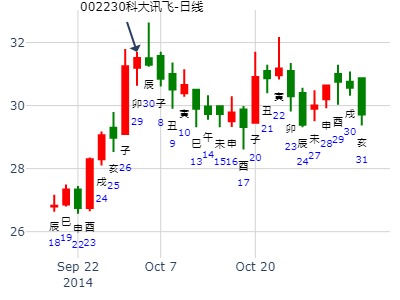 002230科大讯飞-日线
32
30
28
26
辰
18
巳
19
申
22
酉
23
戌
24
亥
25
子
26
卯
29
辰
30
子
8
丑
9
寅
10
巳
13
午
14
未
15
申
16
酉
17
子
20
丑
21
寅
22
卯
23
辰
24
未
27
申
28
酉
29
戌
30
亥
31
Sep 22
2014
Oct 7
Oct 20